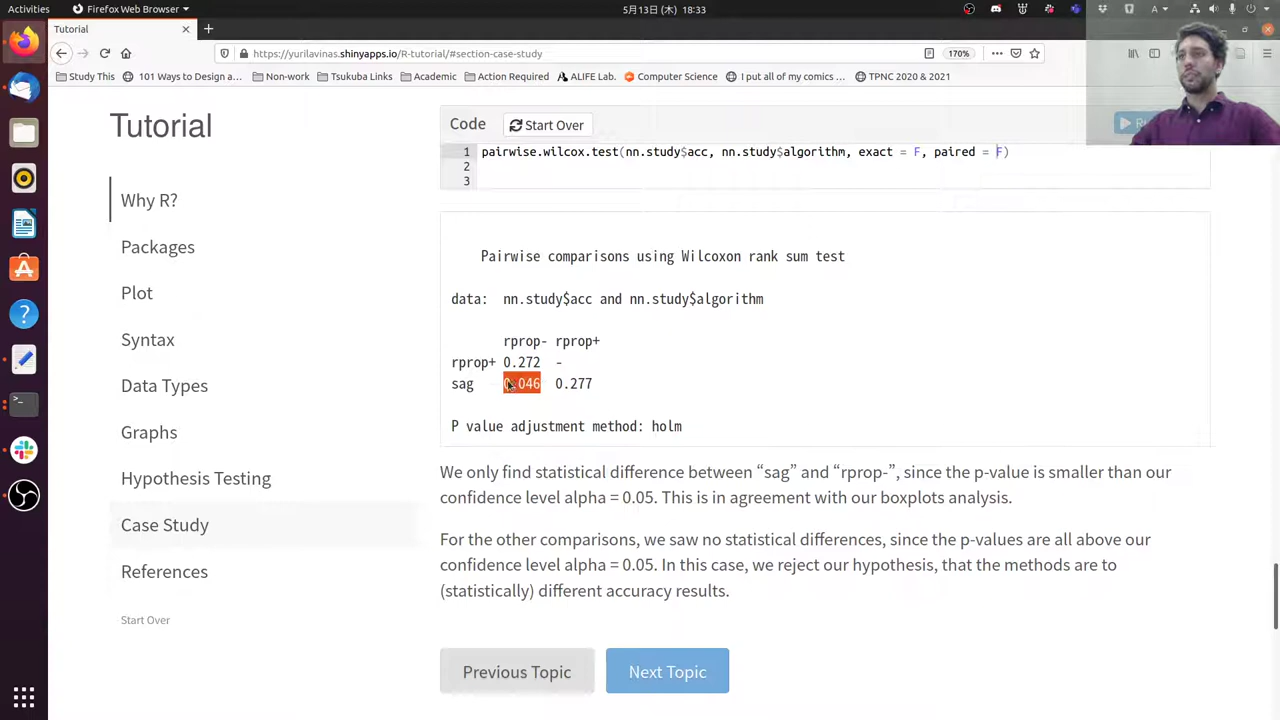 Activities
Firefox Web Browser
5月13日(木) 18:33
A
Tutorial
https://yurilavinas.shinyapps.io/R-tutorial/#section-case-study
170%
Study This
101 Ways to Design a...
Non-work
Tsukuba Links
Academic
Action Required
ALIFE Lab.
Computer Science
I put all of my comics ...
TPNC 2020 & 2021
Tutorial
Why R?
Packages
Plot
Syntax
Data Types
Graphs
Hypothesis Testing
Case Study
References
Start Over
Code
Start Over
1 pairwise.wilcox.test(nn.study$acc, nn.study$algorithm, exact = F, paired = F)
2
3
Pairwise comparisons using Wilcoxon rank sum test
data: nn.study$acc and nn.study$algorithm
rprop- rprop+
rprop+ 0.272 -
sag 0.046 0.277
P value adjustment method: holm
We only find statistical difference between “sag” and “rprop-”, since the p-value is smaller than our
confidence level alpha = 0.05. This is in agreement with our boxplots analysis.
For the other comparisons, we saw no statistical differences, since the p-values are all above our
confidence level alpha = 0.05. In this case, we reject our hypothesis, that the methods are to
(statistically) different accuracy results.
Previous Topic
Next Topic